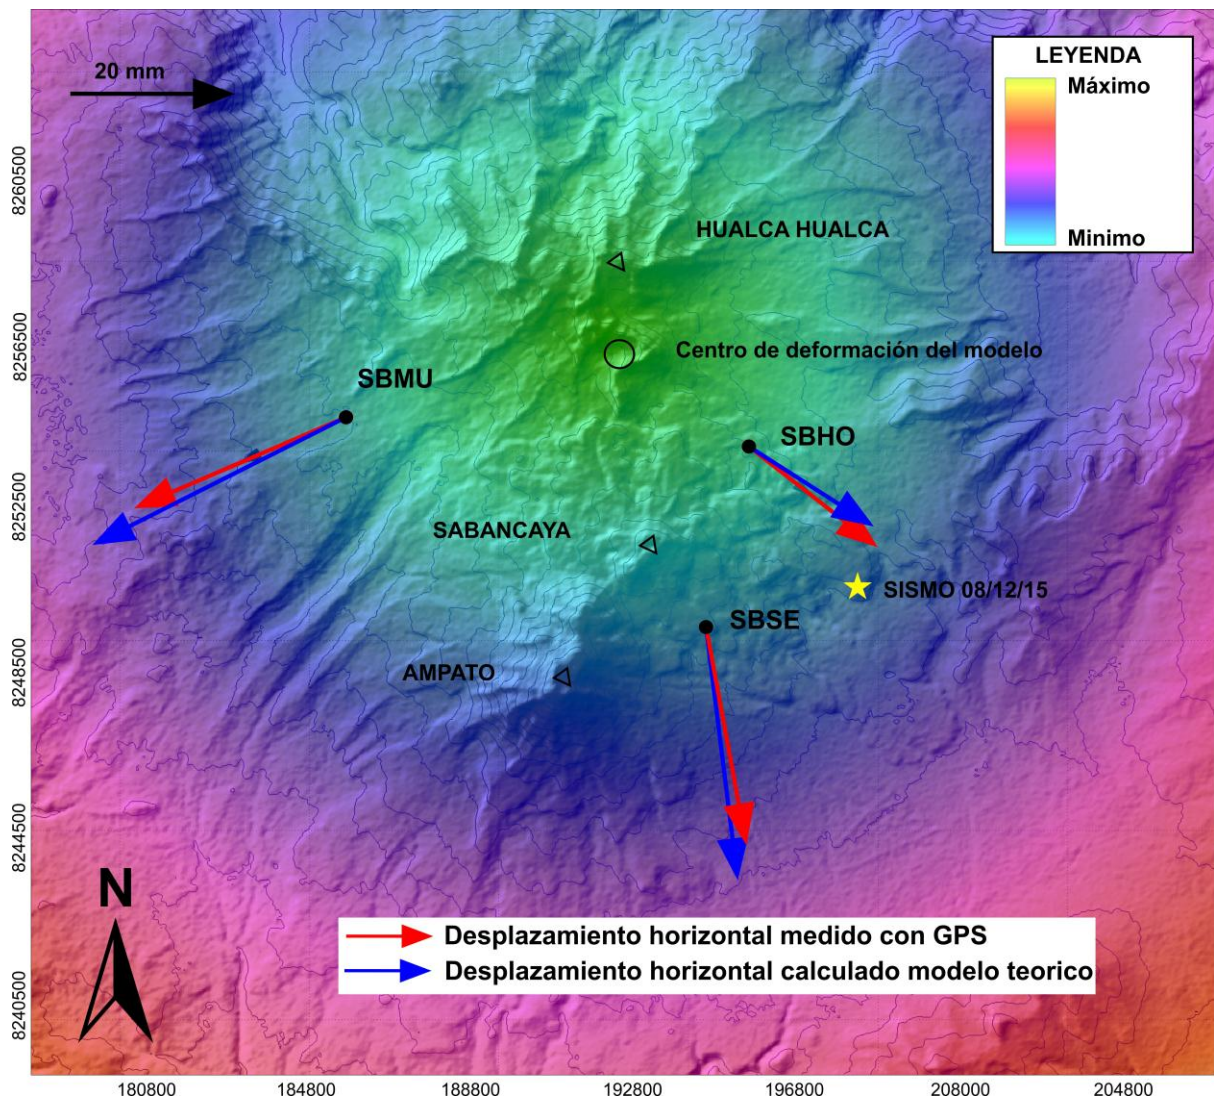 20 mm
LEYENDA
Máximo
Minimo
HUALCA HUALCA
Centro de deformación del modelo
SBMU
SBHO
SABANCAYA
SISMO 08/12/15
SBSE
AMPATO
N
Desplazamiento horizontal medido con GPS
Desplazamiento horizontal calculado modelo teorico
8260500
8256500
8252500
8248500
8244500
8240500
180800 184800 188800 192800 196800 208800 204800